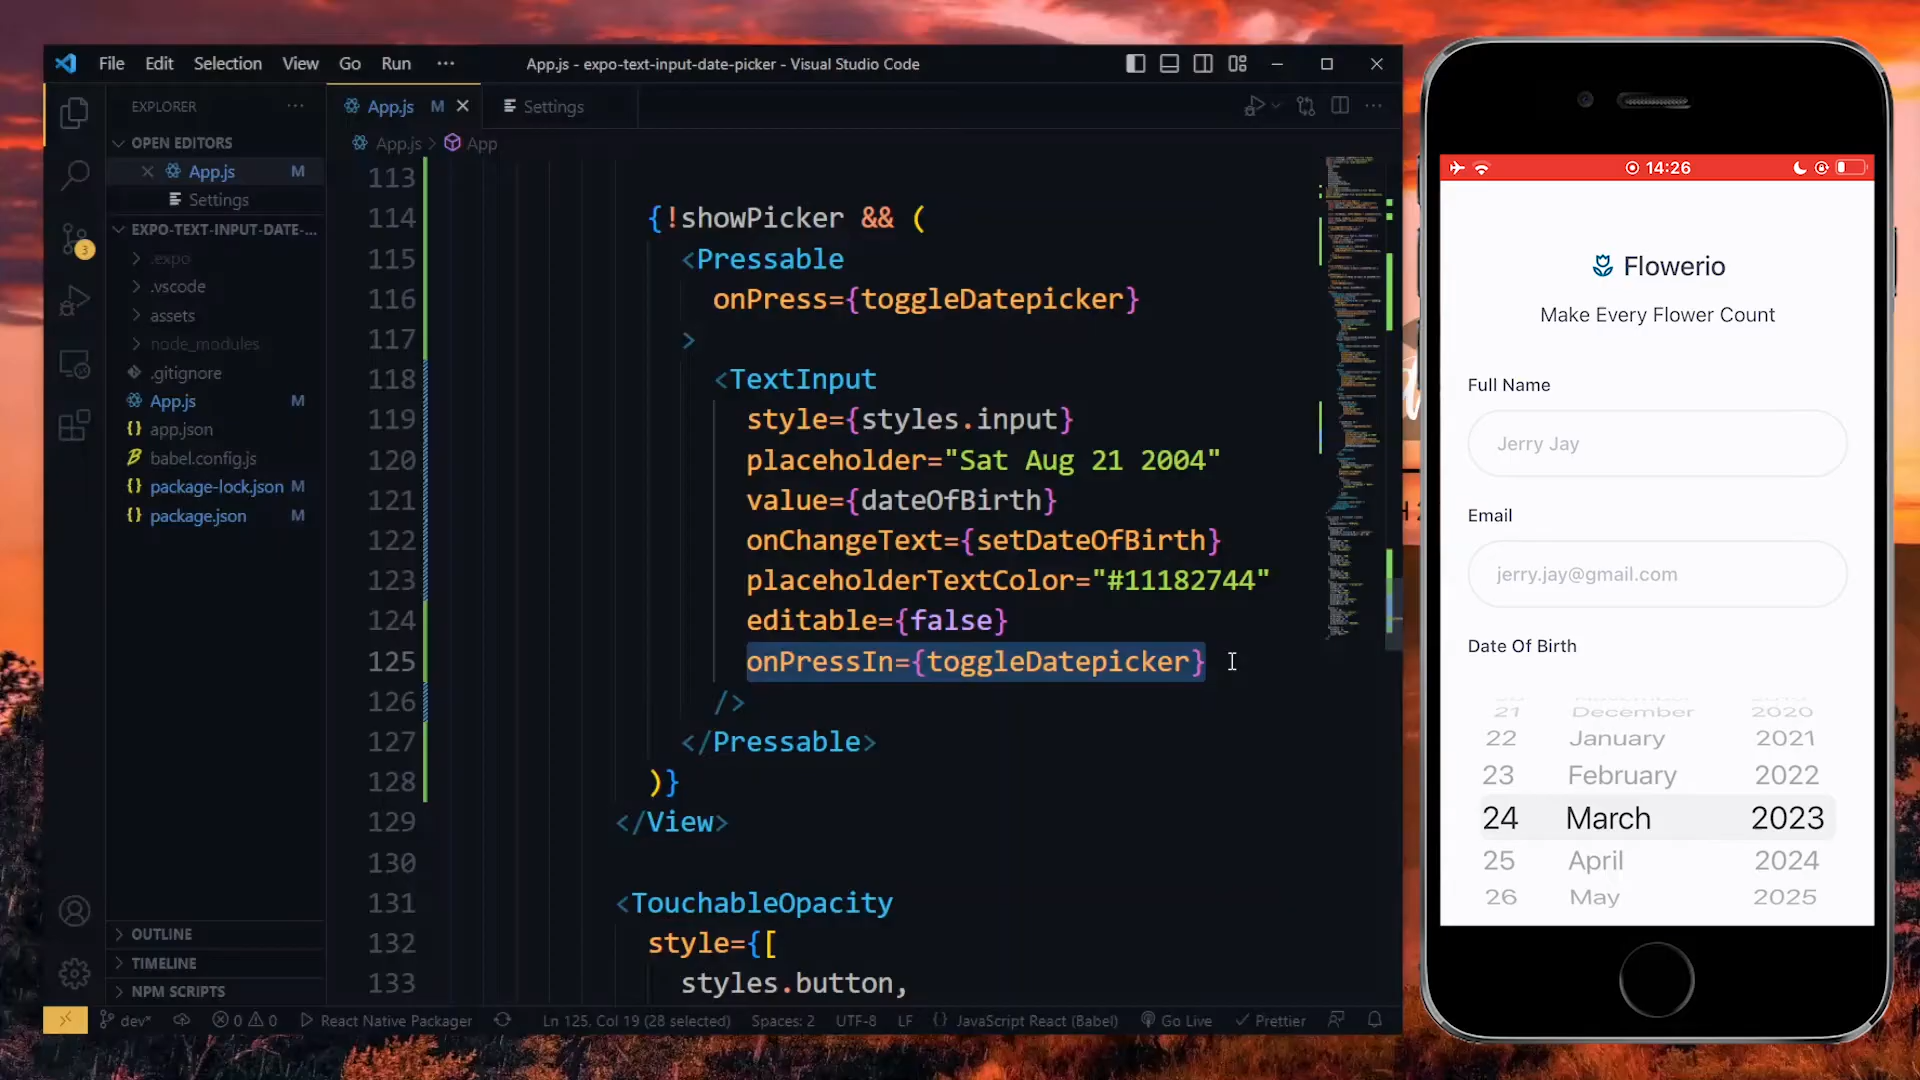 File Edit Selection View Go Run ···
App.js - expo-text-input-date-picker - Visual Studio Code
EXPLORER ···
OPEN EDITORS
App.js M
Settings
EXPO-TEXT-INPUT-DATE-...
.expo
.vscode
assets
node_modules
.gitignore
App.js M
app.json
babel.config.js
package-lock.json M
package.json M
OUTLINE
TIMELINE
NPM SCRIPTS
3
App.js M
Settings
App.js > App
113
114 {!showPicker && (
115 <Pressable
116 onPress={toggleDatepicker}
117 >
118 <TextInput
119 style={styles.input}
120 placeholder="Sat Aug 21 2004"
121 value={dateOfBirth}
122 onChangeText={setDateOfBirth}
123 placeholderTextColor="#11182744"
124 editable={false}
125 onPressIn={toggleDatepicker}
126 />
127 </Pressable>
128 )}
129 </View>
130
131 <TouchableOpacity
132 style={[
133 styles.button,
dev* 0 0 React Native Packager Ln 125, Col 19 (28 selected) Spaces: 2 UTF-8 LF {} JavaScript React (Babel) Go Live Prettier
14:26
Flowerio
Make Every Flower Count
Full Name
Jerry Jay
Email
jerry.jay@gmail.com
Date Of Birth
21 December 2020
22 January 2021
23 February 2022
24 March 2023
25 April 2024
26 May 2025